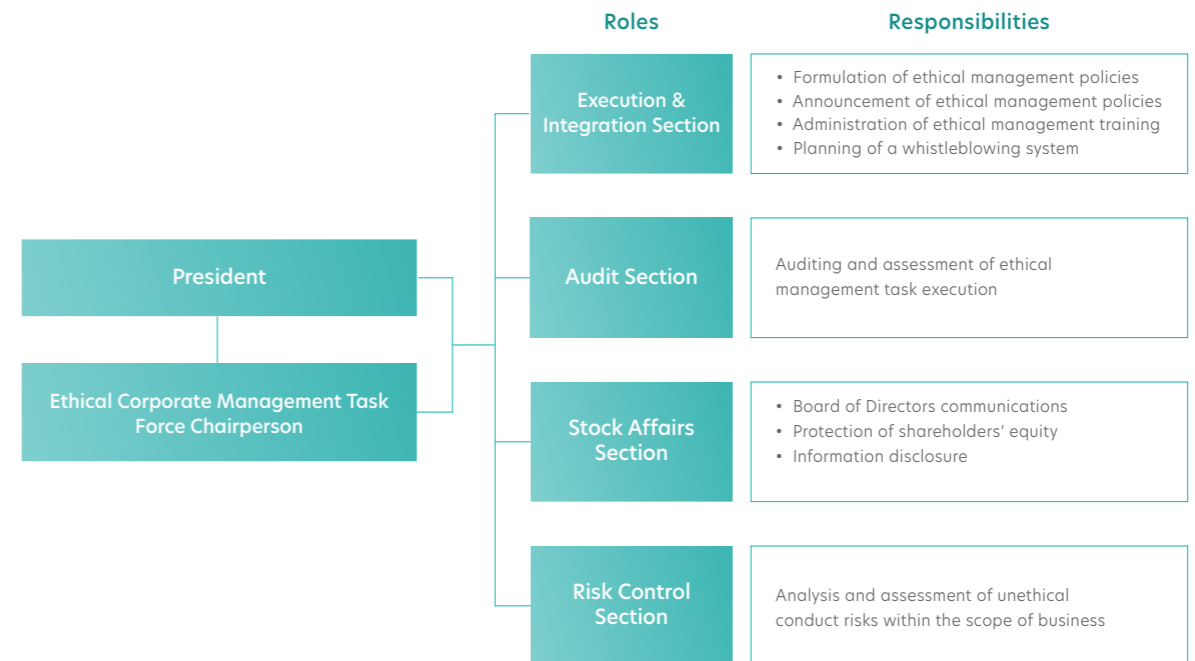 Roles
Responsibilities
Execution &
Integration Section
• Formulation of ethical management policies
• Announcement of ethical management policies
• Administration of ethical management training
• Planning of a whistleblowing system
President
Ethical Corporate Management Task
Force Chairperson
Audit Section
Auditing and assessment of ethical
management task execution
Stock Affairs
Section
• Board of Directors communications
• Protection of shareholders’ equity
• Information disclosure
Risk Control
Section
Analysis and assessment of unethical
conduct risks within the scope of business